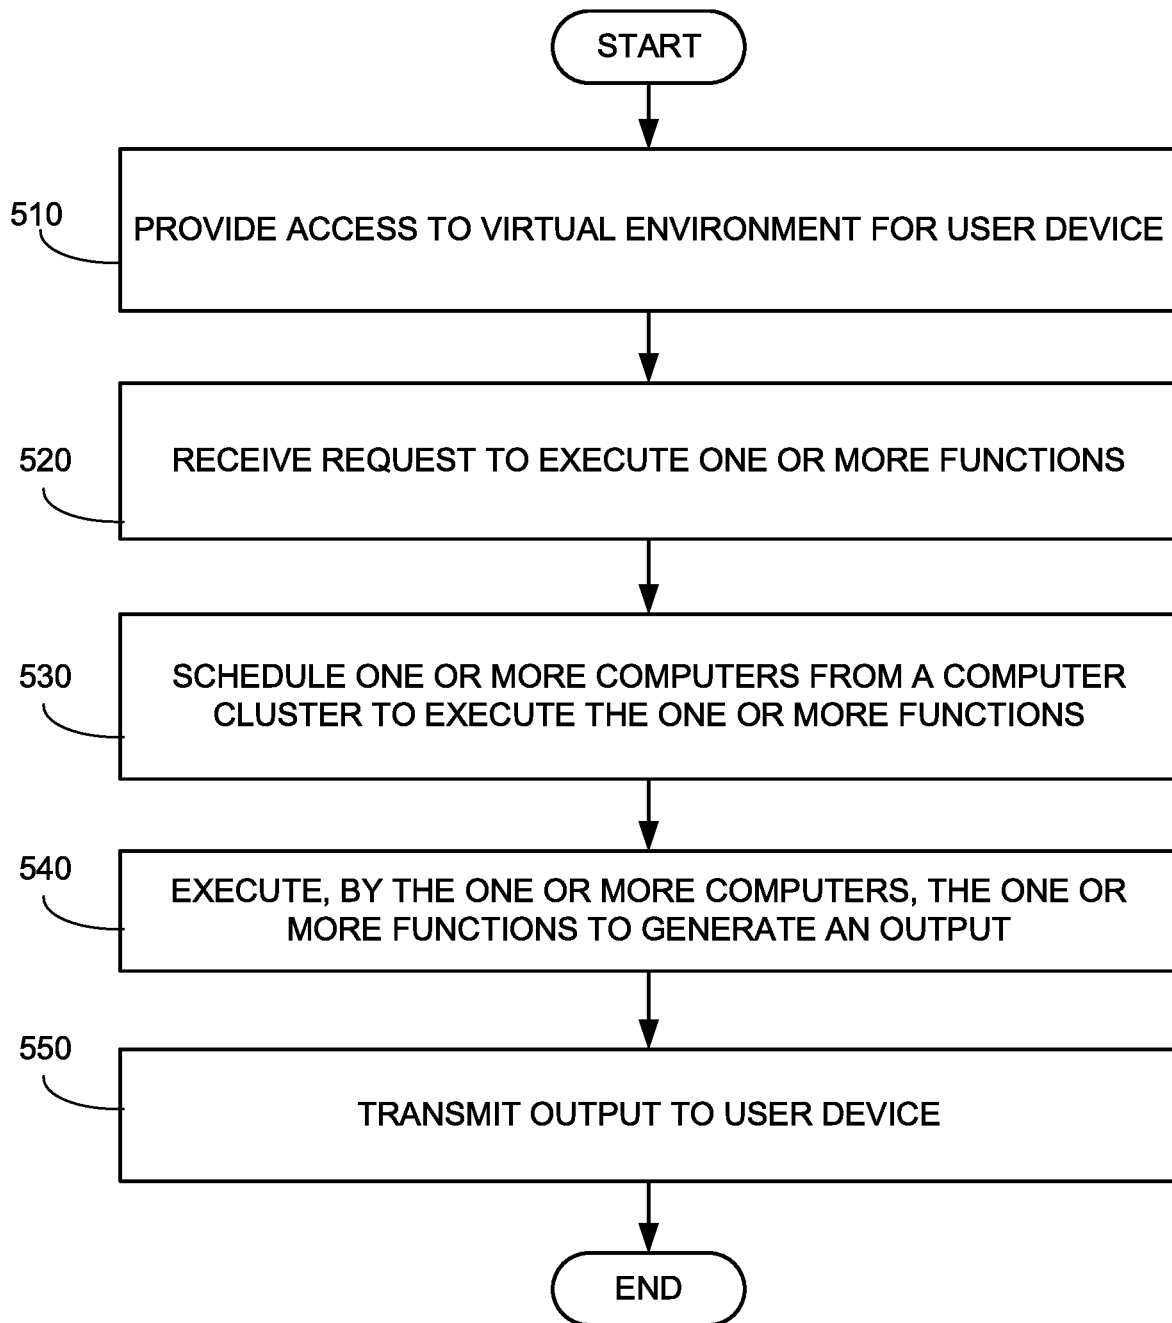 START
510
PROVIDE ACCESS TO VIRTUAL ENVIRONMENT FOR USER DEVICE
520
RECEIVE REQUEST TO EXECUTE ONE OR MORE FUNCTIONS
530
SCHEDULE ONE OR MORE COMPUTERS FROM A COMPUTER
CLUSTER TO EXECUTE THE ONE OR MORE FUNCTIONS
540
EXECUTE, BY THE ONE OR MORE COMPUTERS, THE ONE OR
MORE FUNCTIONS TO GENERATE AN OUTPUT
550
TRANSMIT OUTPUT TO USER DEVICE
END